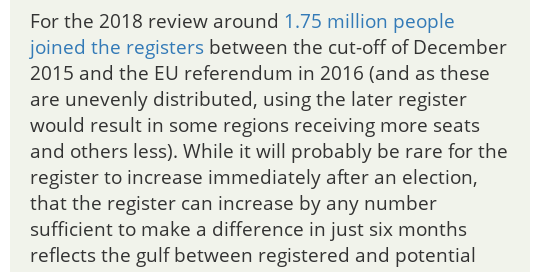 For the 2018 review around 1.75 million people
joined the registers between the cut-off of December
2015 and the EU referendum in 2016 (and as these
are unevenly distributed, using the later register
would result in some regions receiving more seats
and others less). While it will probably be rare for the
register to increase immediately after an election,
that the register can increase by any number
sufficient to make a difference in just six months
reflects the gulf between registered and potential